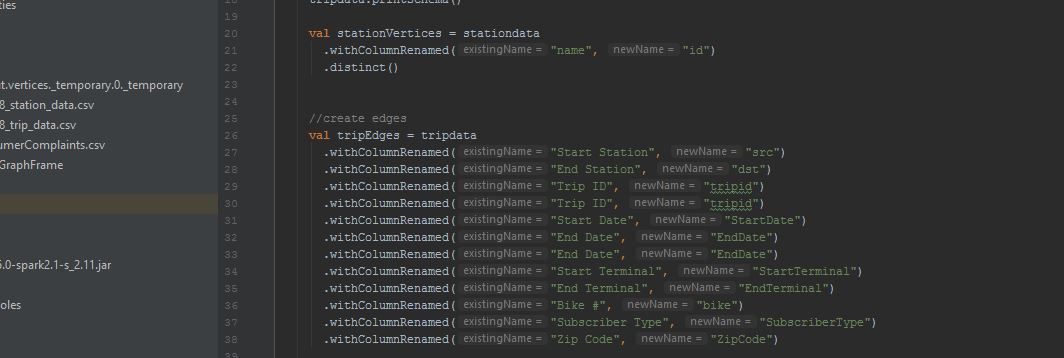 ties
t.vertices._temporary.0._temporary
8_station_data.csv
8_trip_data.csv
umerComplaints.csv
GraphFrame
6.0-spark2.1-s_2.11.jar
oles
18 tripdata.printSchema()
19
20 val stationVertices = stationdata
21 .withColumnRenamed( existingName = "name", newName = "id")
22 .distinct()
23
24
25 //create edges
26 val tripEdges = tripdata
27 .withColumnRenamed( existingName = "Start Station", newName = "src")
28 .withColumnRenamed( existingName = "End Station", newName = "dst")
29 .withColumnRenamed( existingName = "Trip ID", newName = "tripid")
30 .withColumnRenamed( existingName = "Trip ID", newName = "tripid")
31 .withColumnRenamed( existingName = "Start Date", newName = "StartDate")
32 .withColumnRenamed( existingName = "End Date", newName = "EndDate")
33 .withColumnRenamed( existingName = "End Date", newName = "EndDate")
34 .withColumnRenamed( existingName = "Start Terminal", newName = "StartTerminal")
35 .withColumnRenamed( existingName = "End Terminal", newName = "EndTerminal")
36 .withColumnRenamed( existingName = "Bike #", newName = "bike")
37 .withColumnRenamed( existingName = "Subscriber Type", newName = "SubscriberType")
38 .withColumnRenamed( existingName = "Zip Code", newName = "ZipCode")
39